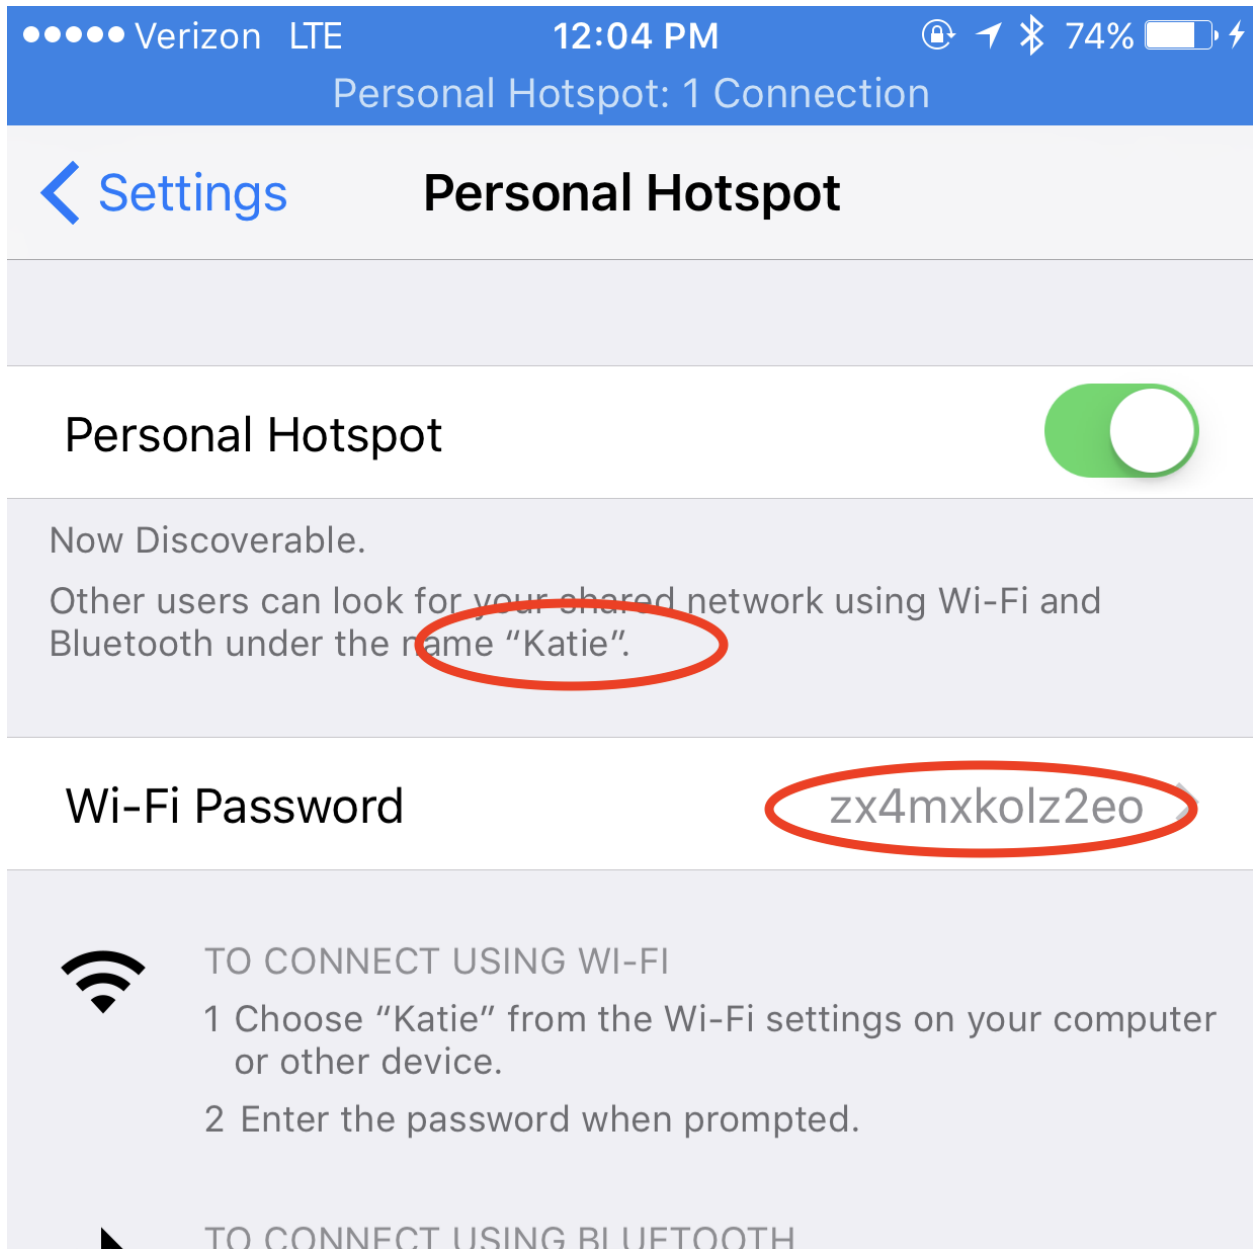 Verizon LTE 12:04 PM 74%
Personal Hotspot: 1 Connection
Settings Personal Hotspot
Personal Hotspot
Now Discoverable.
Other users can look for your shared network using Wi-Fi and
Bluetooth under the name “Katie”.
Wi-Fi Password zx4mxkolz2eo
TO CONNECT USING WI-FI
1 Choose “Katie” from the Wi-Fi settings on your computer
or other device.
2 Enter the password when prompted.
TO CONNECT USING BLUETOOTH